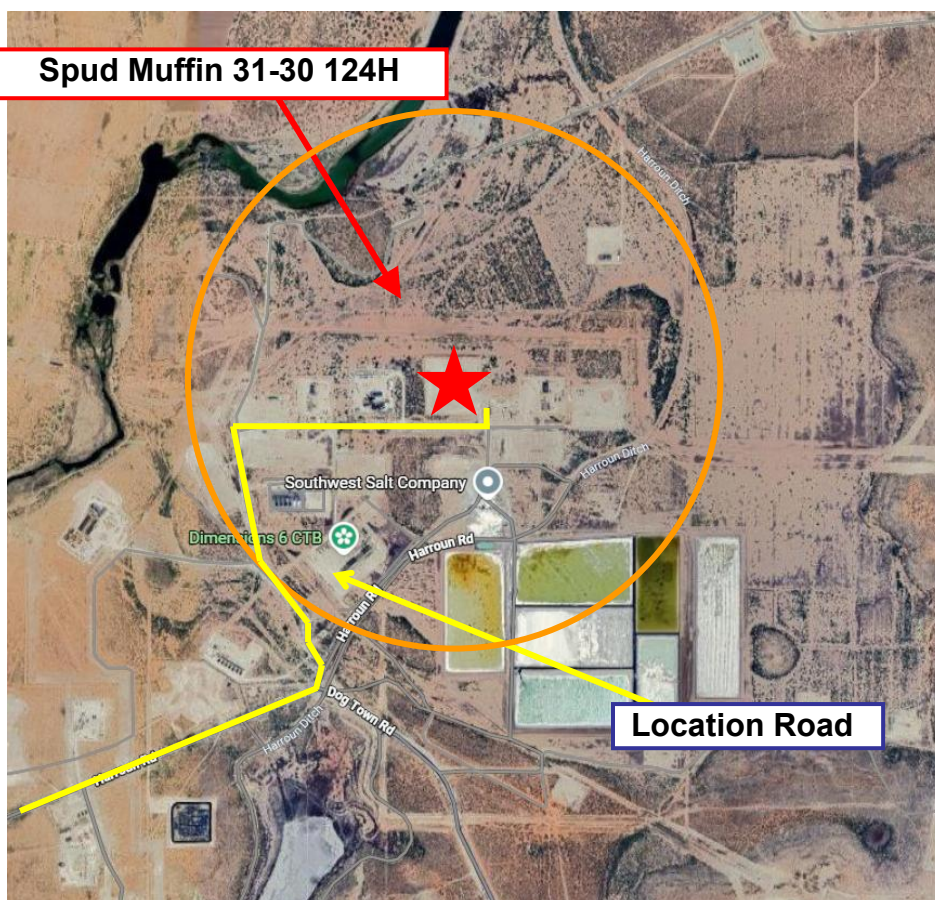 Spud Muffin 31-30 124H
Harroun Ditch
Harroun Ditch
Southwest Salt Company
Dimensions 6 CTB
Harroun Rd
Harroun Rd
Dog Town Rd
Location Road
Harroun Ditch
Harroun Rd